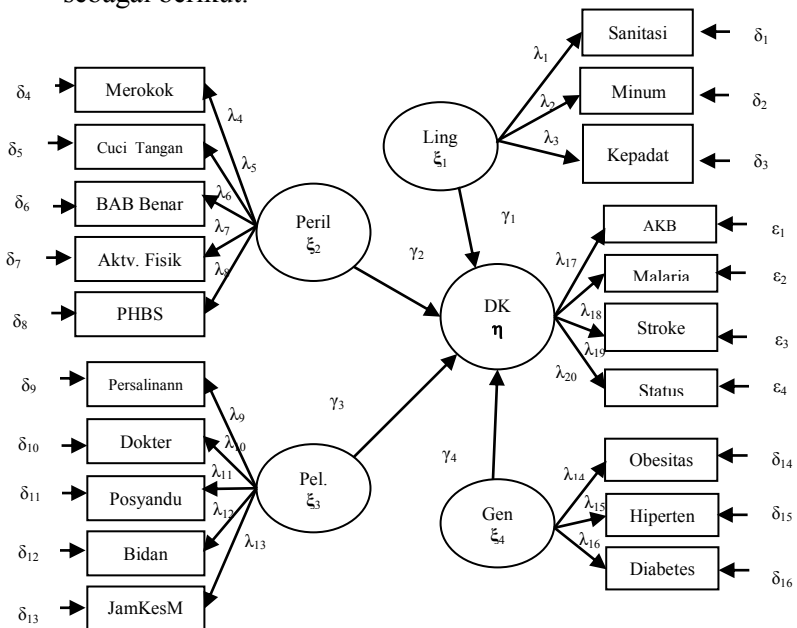 sebagai berikut:
Sanitasi
δ1
λ1
Minum
δ2
λ2
Kepadat
δ3
λ3
Ling
ξ1
γ1
δ4
Merokok
λ4
δ5
Cuci Tangan
λ5
δ6
BAB Benar
λ6
δ7
Aktv. Fisik
λ7
δ8
PHBS
λ8
Peril
ξ2
γ2
DK
η
AKB
ε1
λ17
Malaria
ε2
λ18
Stroke
ε3
λ19
Status
ε4
λ20
δ9
Persalinann
λ9
δ10
Dokter
λ10
δ11
Posyandu
λ11
δ12
Bidan
λ12
δ13
JamKesM
λ13
Pel.
ξ3
γ3
γ4
Gen
ξ4
Obesitas
δ14
λ14
Hiperten
δ15
λ15
Diabetes
δ16
λ16